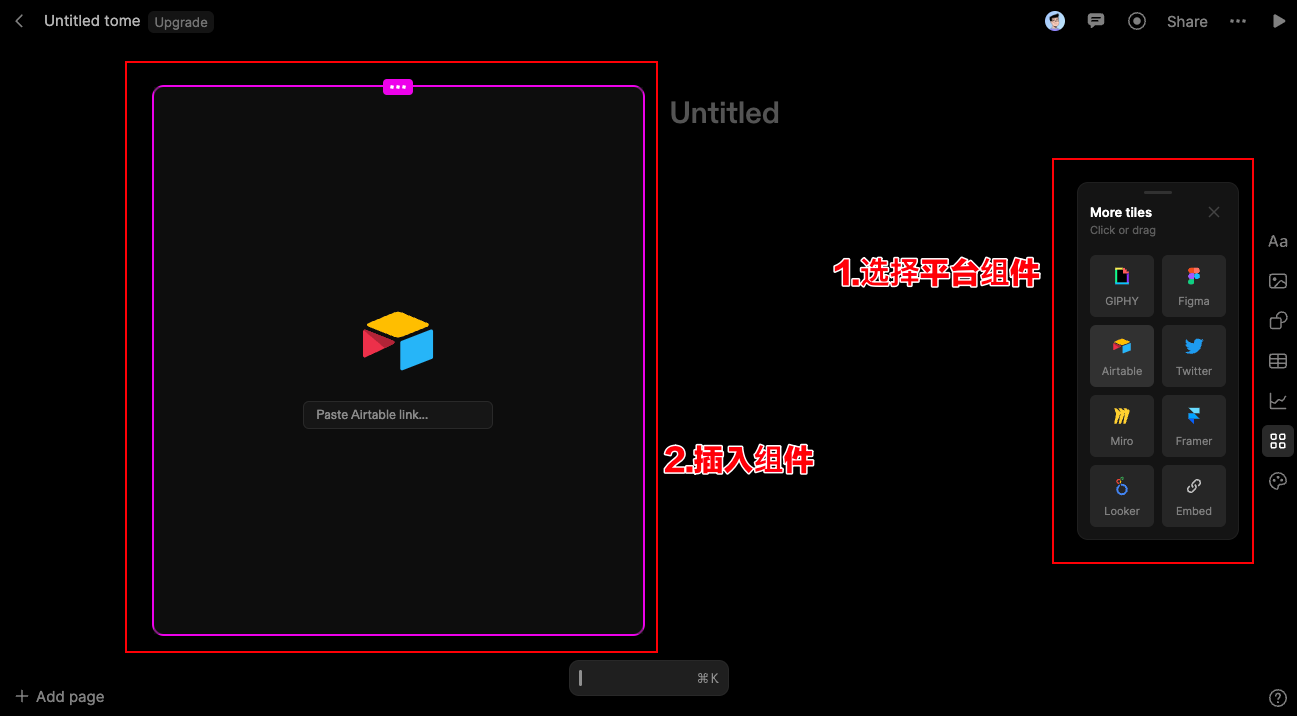 Untitled tome
Upgrade
Share
Untitled
More tiles
Click or drag
Aa
1.选择平台组件
GIPHY
Figma
Airtable
Twitter
Paste Airtable link...
Miro
Framer
2.插入组件
Looker
Embed
⌘K
+ Add page
?